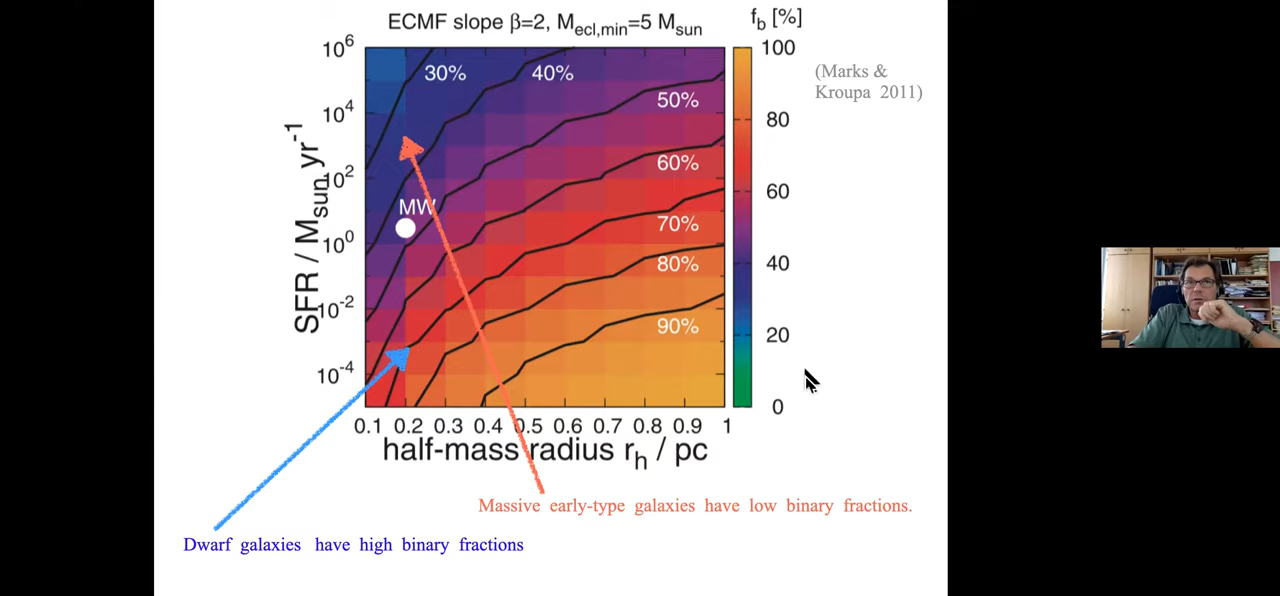 ECMF slope β=2, M_ecl,min=5 M_sun
f_b [%]
(Marks &
Kroupa 2011)
SFR / M_sun yr^-1
10^6
10^4
10^2
10^0
10^-2
10^-4
30%
40%
50%
60%
70%
80%
90%
MW
100
80
60
40
20
0
0.1 0.2 0.3 0.4 0.5 0.6 0.7 0.8 0.9 1
half-mass radius r_h / pc
Massive early-type galaxies have low binary fractions.
Dwarf galaxies have high binary fractions